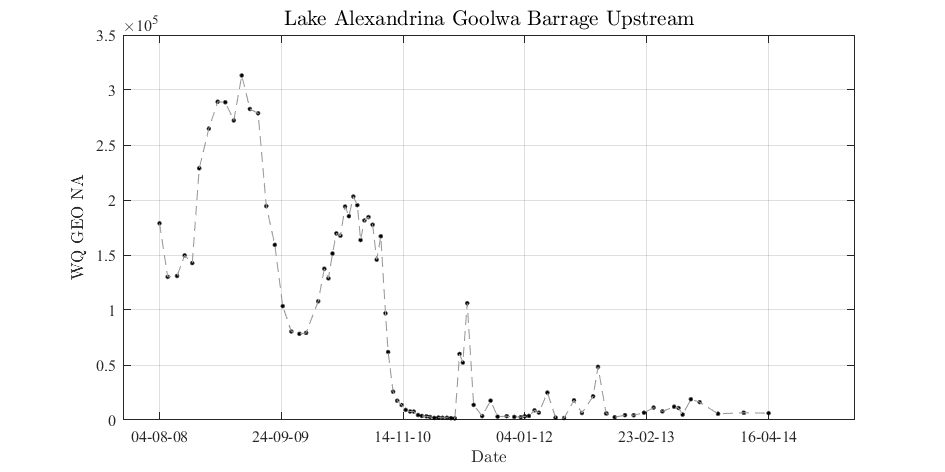 Lake Alexandrina Goolwa Barrage Upstream
×10⁵
3.5
3
2.5
2
1.5
1
0.5
0
WQ GEO NA
04-08-08 24-09-09 14-11-10 04-01-12 23-02-13 16-04-14
Date